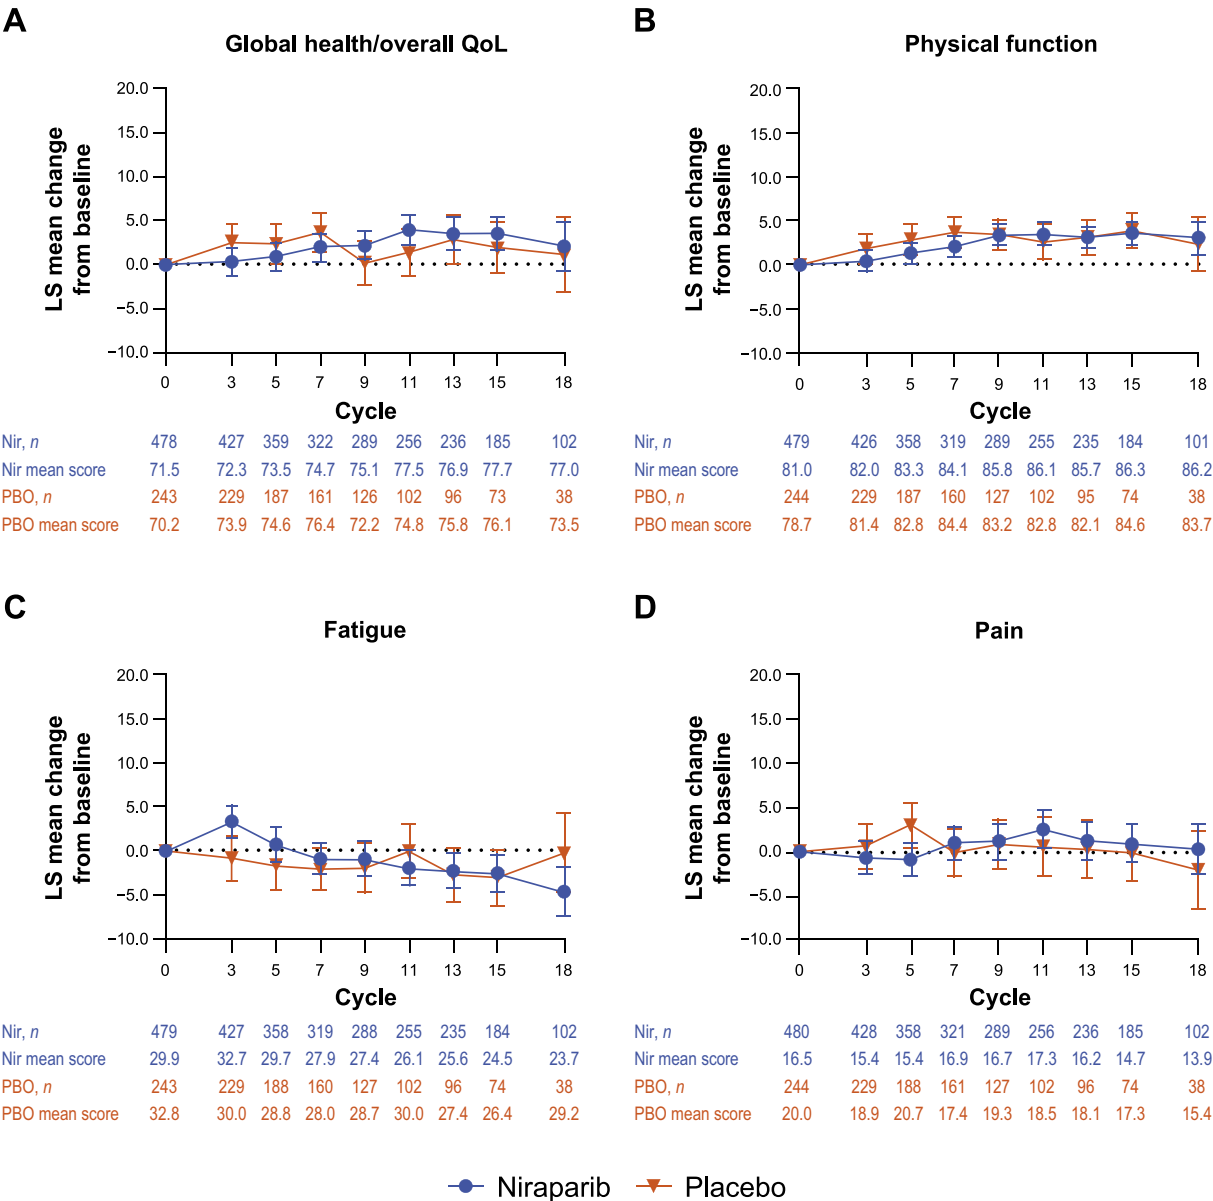 A
Global health/overall QoL
LS mean change
from baseline
20.0
15.0
10.0
5.0
0.0
−5.0
−10.0
0 3 5 7 9 11 13 15 18
Cycle
Nir, n 478 427 359 322 289 256 236 185 102
Nir mean score 71.5 72.3 73.5 74.7 75.1 77.5 76.9 77.7 77.0
PBO, n 243 229 187 161 126 102 96 73 38
PBO mean score 70.2 73.9 74.6 76.4 72.2 74.8 75.8 76.1 73.5
B
Physical function
LS mean change
from baseline
20.0
15.0
10.0
5.0
0.0
−5.0
−10.0
0 3 5 7 9 11 13 15 18
Cycle
479 426 358 319 289 255 235 184 101
Nir, n
Nir mean score 81.0 82.0 83.3 84.1 85.8 86.1 85.7 86.3 86.2
PBO, n 244 229 187 160 127 102 95 74 38
PBO mean score 78.7 81.4 82.8 84.4 83.2 82.8 82.1 84.6 83.7
C
Fatigue
LS mean change
from baseline
20.0
15.0
10.0
5.0
0.0
−5.0
−10.0
0 3 5 7 9 11 13 15 18
Cycle
Nir, n 479 427 358 319 288 255 235 184 102
Nir mean score 29.9 32.7 29.7 27.9 27.4 26.1 25.6 24.5 23.7
PBO, n 243 229 188 160 127 102 96 74 38
PBO mean score 32.8 30.0 28.8 28.0 28.7 30.0 27.4 26.4 29.2
D
Pain
LS mean change
from baseline
20.0
15.0
10.0
5.0
0.0
−5.0
−10.0
0 3 5 7 9 11 13 15 18
Cycle
Nir, n 480 428 358 321 289 256 236 185 102
Nir mean score 16.5 15.4 15.4 16.9 16.7 17.3 16.2 14.7 13.9
PBO, n 244 229 188 161 127 102 96 74 38
PBO mean score 20.0 18.9 20.7 17.4 19.3 18.5 18.1 17.3 15.4
Niraparib Placebo